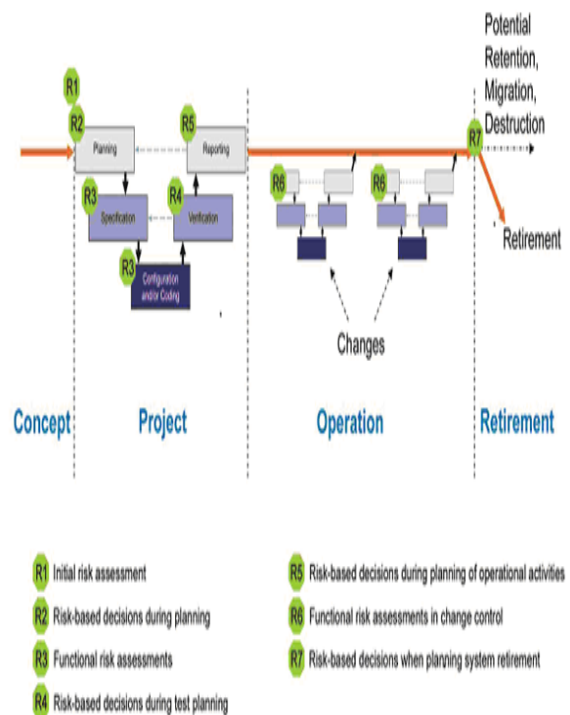 Potential
Retention,
Migration,
Destruction
R1
R2
R5
R7
Planning
Reporting
R3
R4
R6
R6
Specification
Verification
Retirement
R3
Configuration
and/or Coding
Changes
Concept
Project
Operation
Retirement
R1 Initial risk assessment
R2 Risk-based decisions during planning
R3 Functional risk assessments
R4 Risk-based decisions during test planning
R5 Risk-based decisions during planning of operational activities
R6 Functional risk assessments in change control
R7 Risk-based decisions when planning system retirement